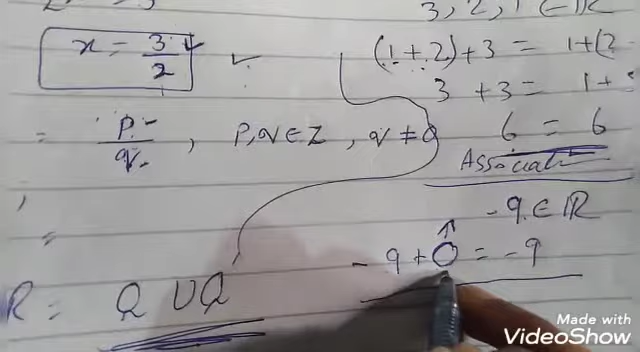 3, 2, 1 ∈ ℝ
x = 3/2
(1+2)+3 = 1+(2
3 + 3 = 1 +
= p/q, p,q ∈ Z, q ≠ 0
6 = 6
Associati
-9 ∈ ℝ
=
-9 + 0 = -9
R = Q ∪ Q'
Made with
VideoShow